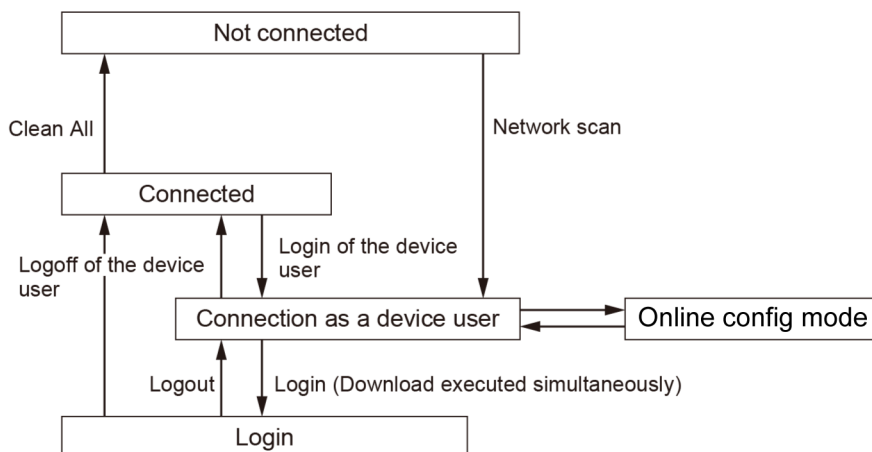 Not connected
Clean All
Network scan
Connected
Logoff of the device
user
Login of the device
user
Connection as a device user
Online config mode
Logout
Login (Download executed simultaneously)
Login